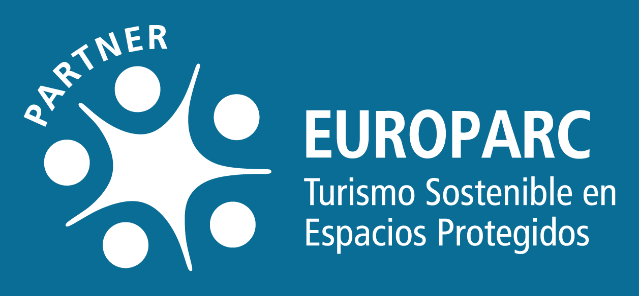 PARTNER
EUROPARC
Turismo Sostenible en
Espacios Protegidos